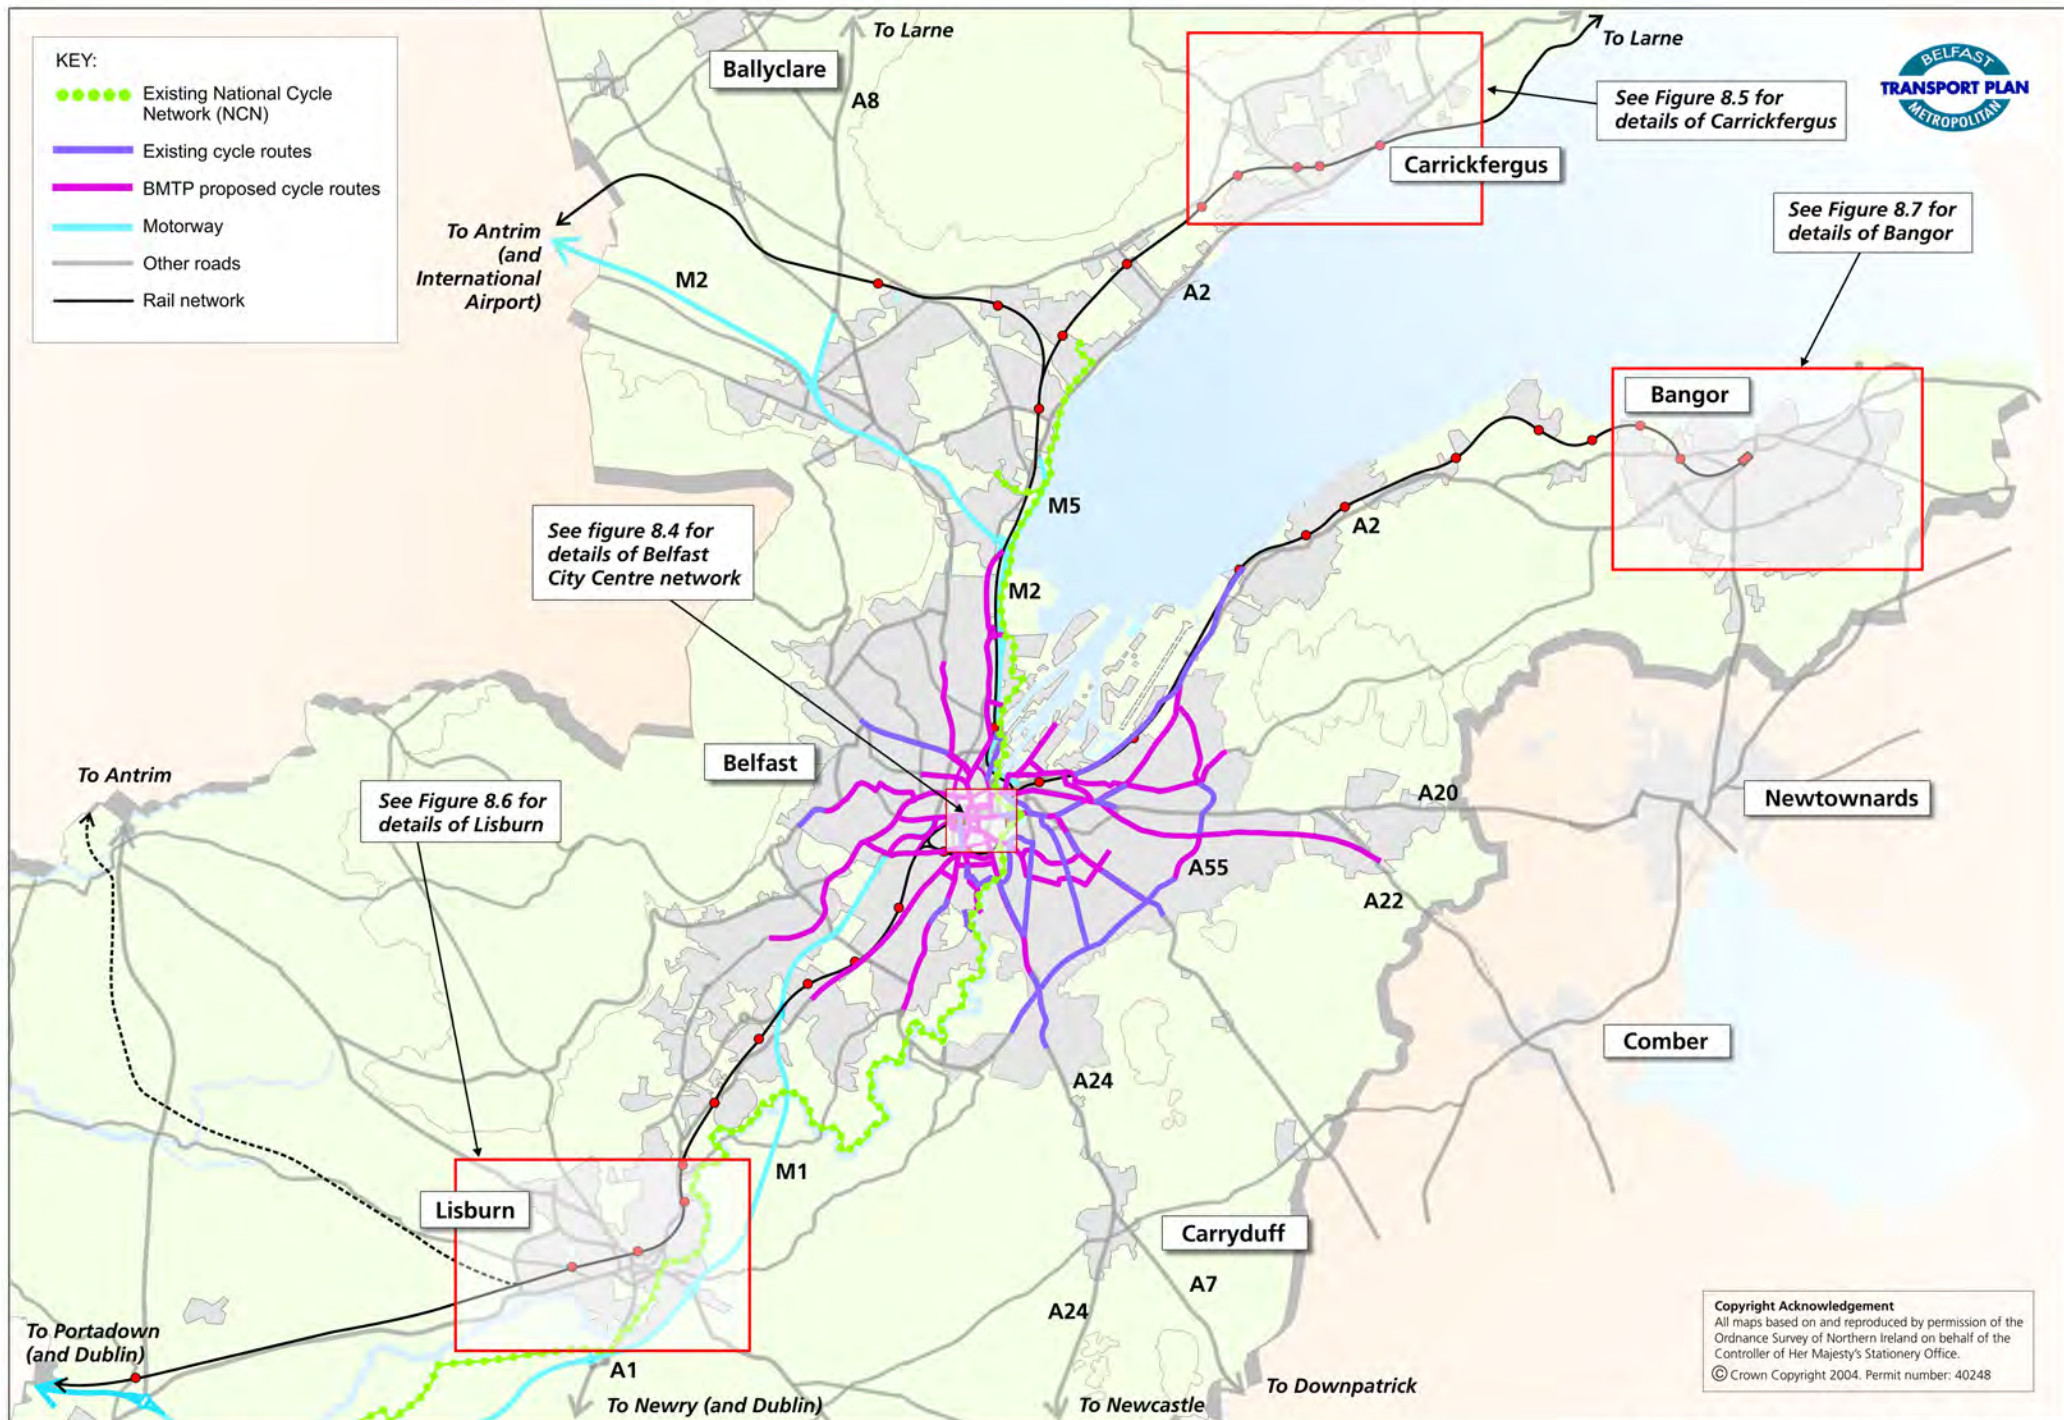 KEY:
Existing National Cycle
Network (NCN)
Existing cycle routes
BMTP proposed cycle routes
Motorway
Other roads
Rail network
To Larne
Ballyclare
A8
To Larne
See Figure 8.5 for
details of Carrickfergus
BELFAST
TRANSPORT PLAN
METROPOLITAN
Carrickfergus
See Figure 8.7 for
details of Bangor
To Antrim
(and
International
Airport)
M2
A2
Bangor
M5
A2
See figure 8.4 for
details of Belfast
City Centre network
M2
Belfast
To Antrim
See Figure 8.6 for
details of Lisburn
A20
Newtownards
A55
A22
Comber
A24
M1
Lisburn
Carryduff
A7
A24
To Portadown
(and Dublin)
A1
To Newry (and Dublin)
To Newcastle
To Downpatrick
Copyright Acknowledgement
All maps based on and reproduced by permission of the
Ordnance Survey of Northern Ireland on behalf of the
Controller of Her Majesty's Stationery Office.
© Crown Copyright 2004. Permit number: 40248